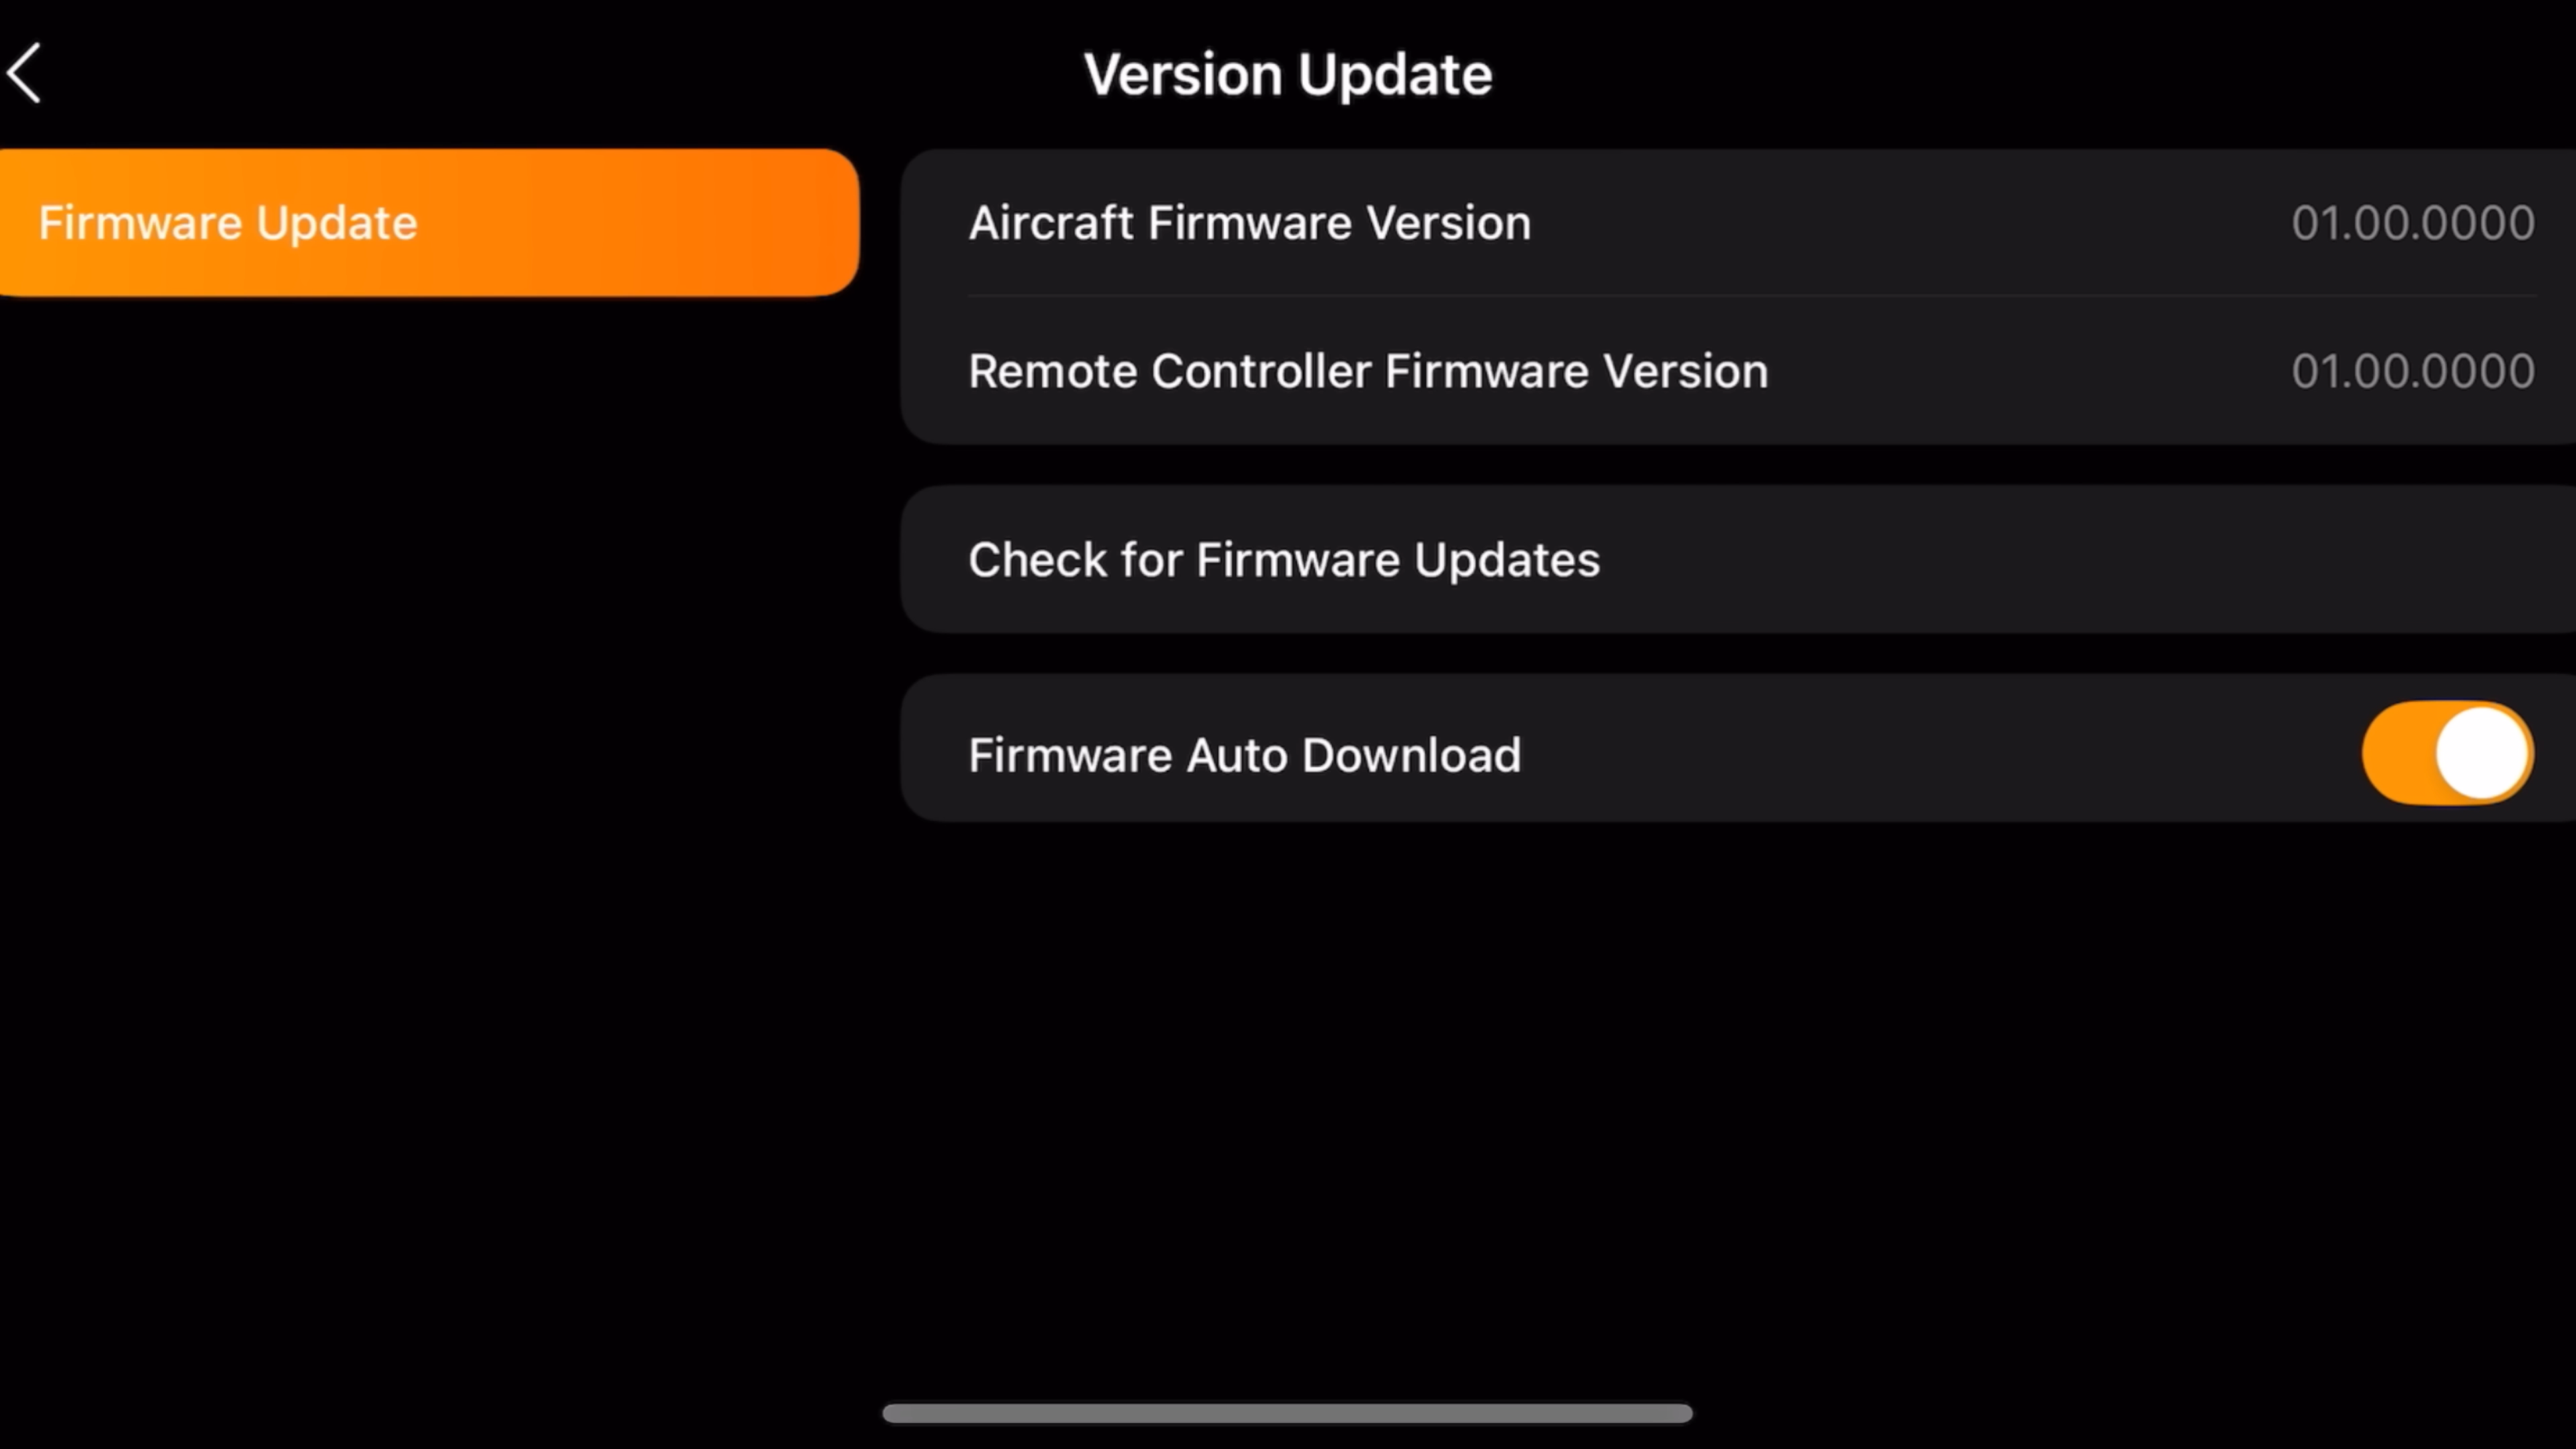 Version Update
Firmware Update
Aircraft Firmware Version 01.00.0000
Remote Controller Firmware Version 01.00.0000
Check for Firmware Updates
Firmware Auto Download